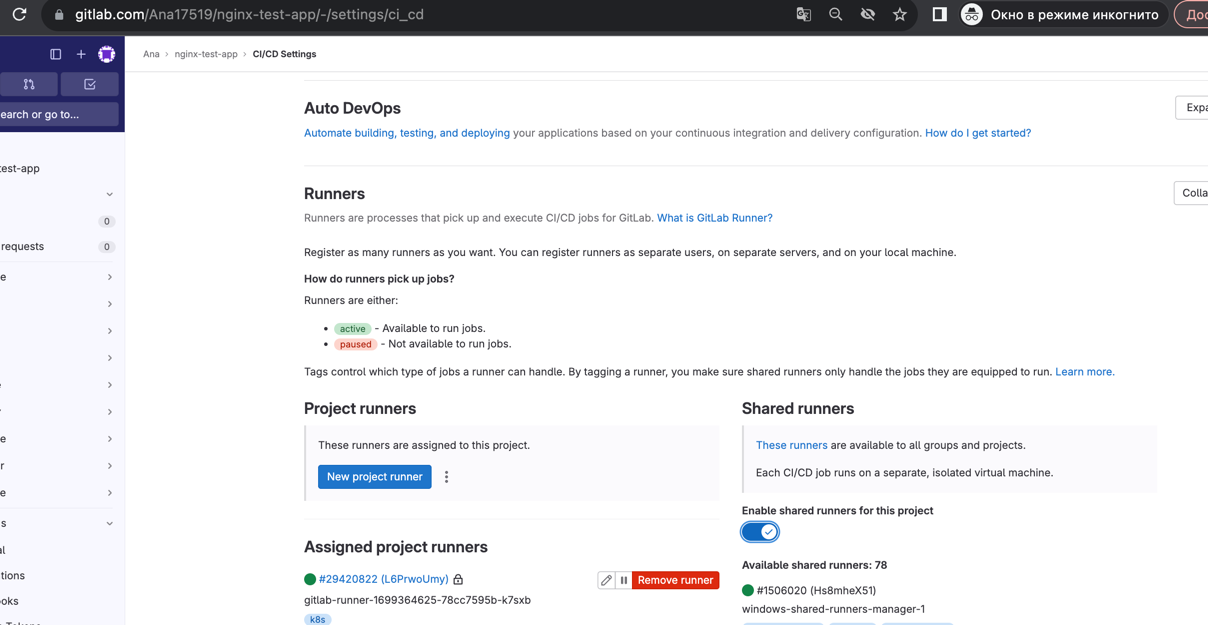 gitlab.com/Ana17519/nginx-test-app/-/settings/ci_cd
Окно в режиме инкогнито
Ana › nginx-test-app › CI/CD Settings
earch or go to...
test-app
0
requests
0
Auto DevOps
Automate building, testing, and deploying your applications based on your continuous integration and delivery configuration. How do I get started?
Runners
Runners are processes that pick up and execute CI/CD jobs for GitLab. What is GitLab Runner?
Register as many runners as you want. You can register runners as separate users, on separate servers, and on your local machine.
How do runners pick up jobs?
Runners are either:
• active - Available to run jobs.
• paused - Not available to run jobs.
Tags control which type of jobs a runner can handle. By tagging a runner, you make sure shared runners only handle the jobs they are equipped to run. Learn more.
Project runners
These runners are assigned to this project.
New project runner
Assigned project runners
#29420822 (L6PrwoUmy)
Remove runner
gitlab-runner-1699364625-78cc7595b-k7sxb
k8s
Shared runners
These runners are available to all groups and projects.
Each CI/CD job runs on a separate, isolated virtual machine.
Enable shared runners for this project
Available shared runners: 78
#1506020 (Hs8mheX51)
windows-shared-runners-manager-1
Expa
Colla